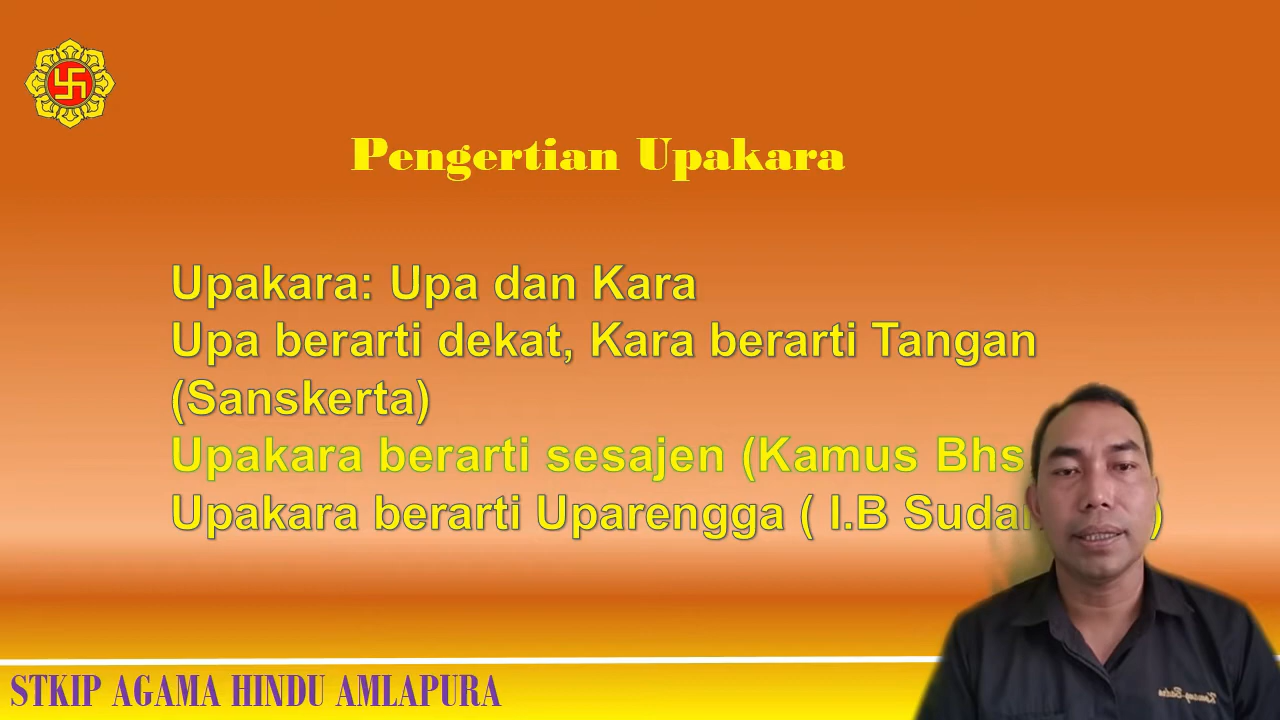 Pengertian Upakara
Upakara: Upa dan Kara
Upa berarti dekat, Kara berarti Tangan
(Sanskerta)
Upakara berarti sesajen (Kamus Bhs
Upakara berarti Uparengga ( I.B )
STKIP AGAMA HINDU AMLAPURA